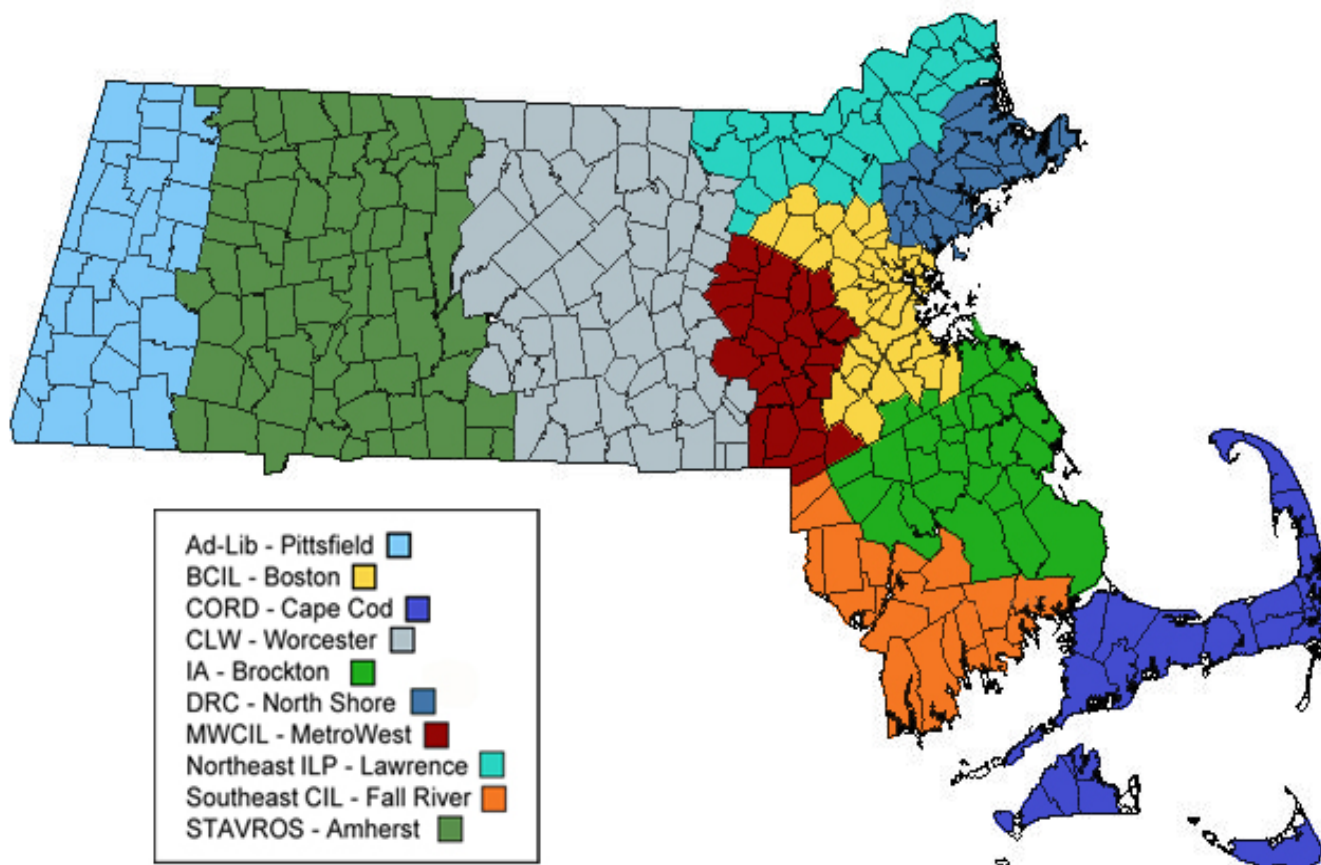 Ad-Lib - Pittsfield
BCIL - Boston
CORD - Cape Cod
CLW - Worcester
IA - Brockton
DRC - North Shore
MWCIL - MetroWest
Northeast ILP - Lawrence
Southeast CIL - Fall River
STAVROS - Amherst